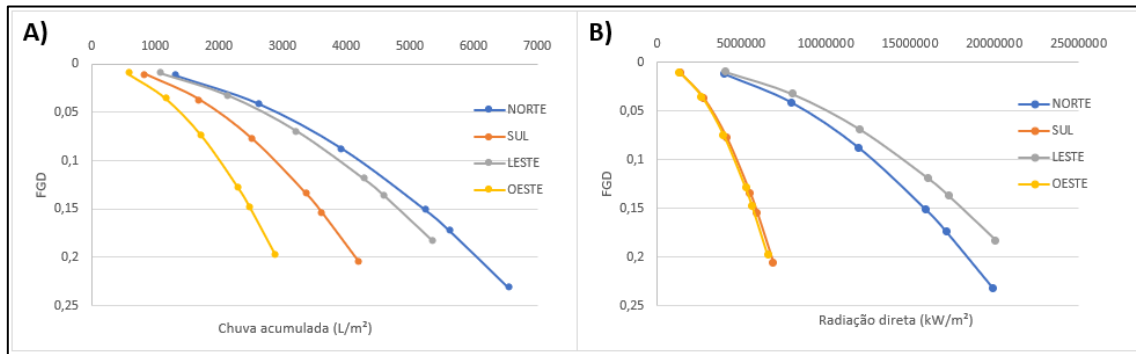 A)
0 1000 2000 3000 4000 5000 6000 7000
0
0,05
0,1
0,15
0,2
0,25
FGD
NORTE
SUL
LESTE
OESTE
Chuva acumulada (L/m²)
B)
0 5000000 10000000 15000000 20000000 25000000
0
0,05
0,1
0,15
0,2
0,25
FGD
NORTE
SUL
LESTE
OESTE
Radiação direta (kW/m²)